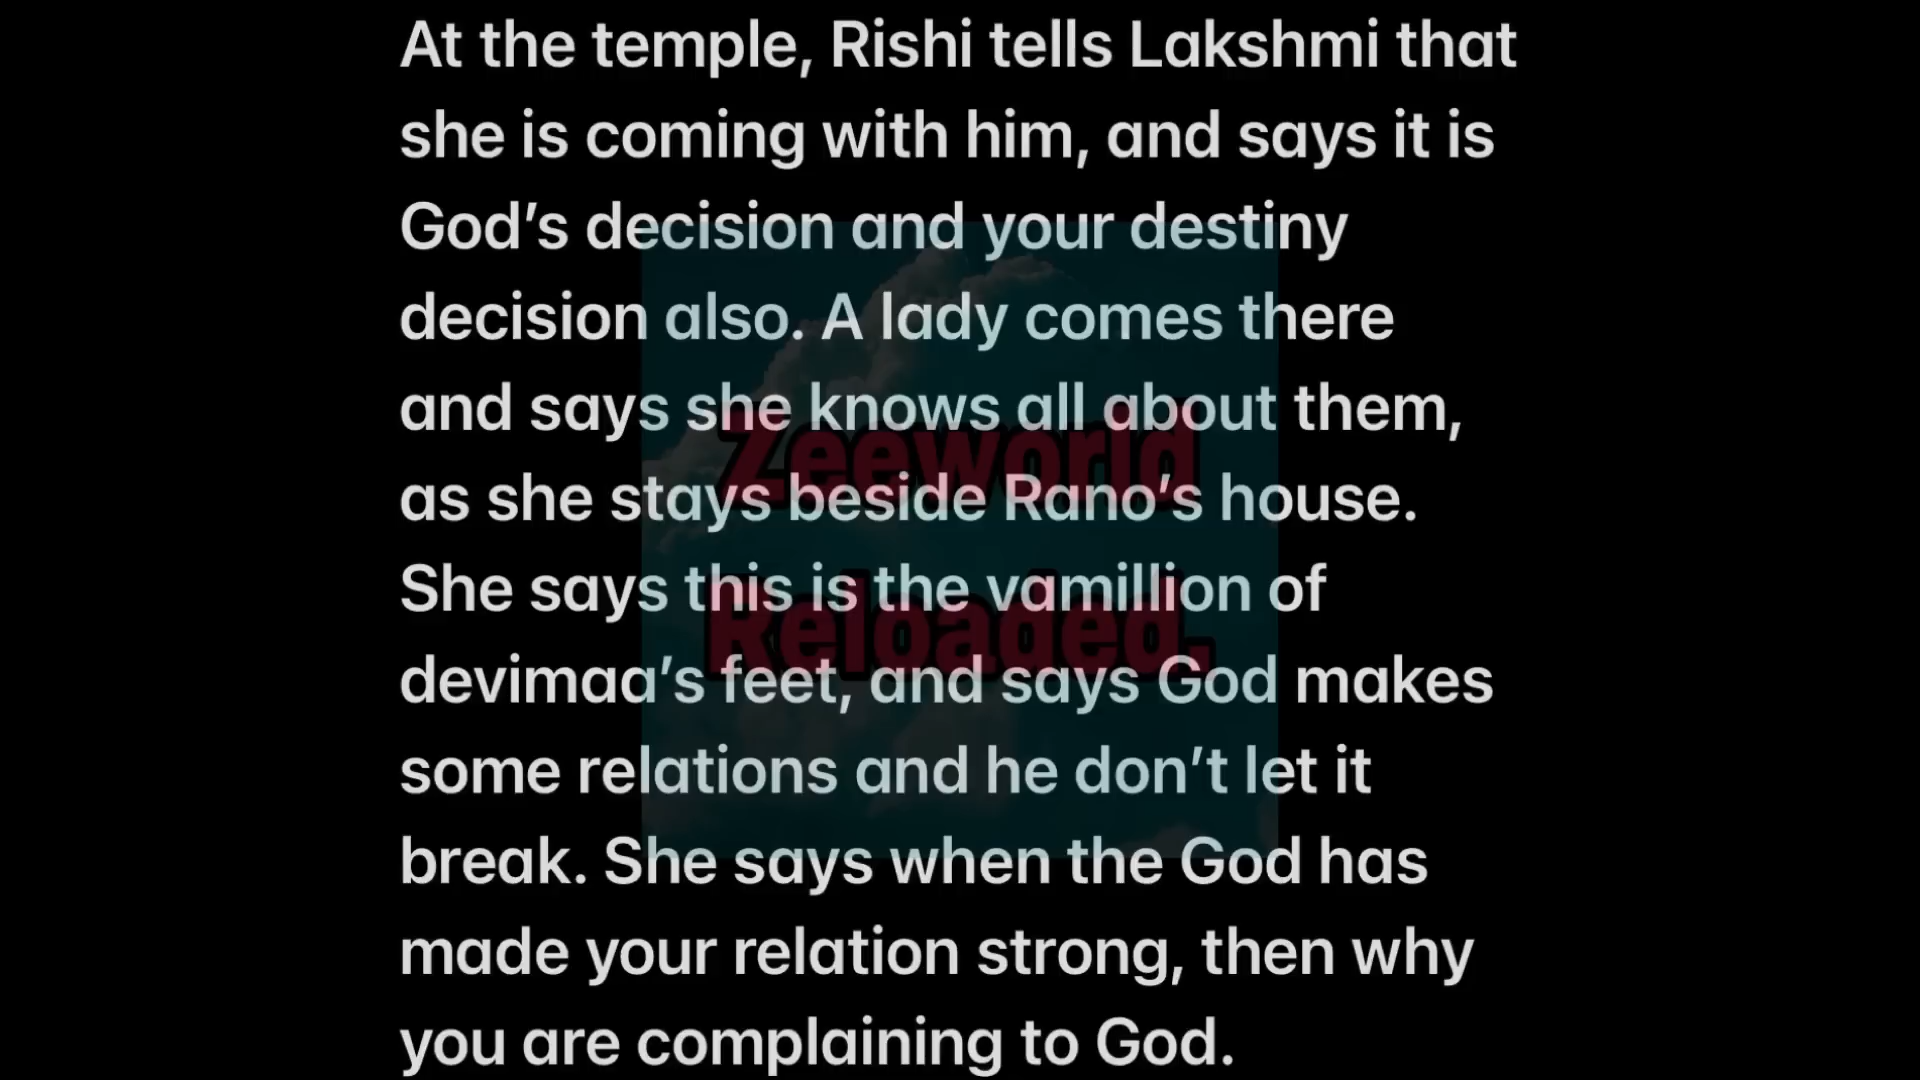 At the temple, Rishi tells Lakshmi that
she is coming with him, and says it is
God’s decision and your destiny
decision also. A lady comes there
and says she knows all about them,
as she stays beside Rano’s house.
She says this is the vamillion of
devimaa’s feet, and says God makes
some relations and he don’t let it
break. She says when the God has
made your relation strong, then why
you are complaining to God.
Zeeworld
Reloaded.